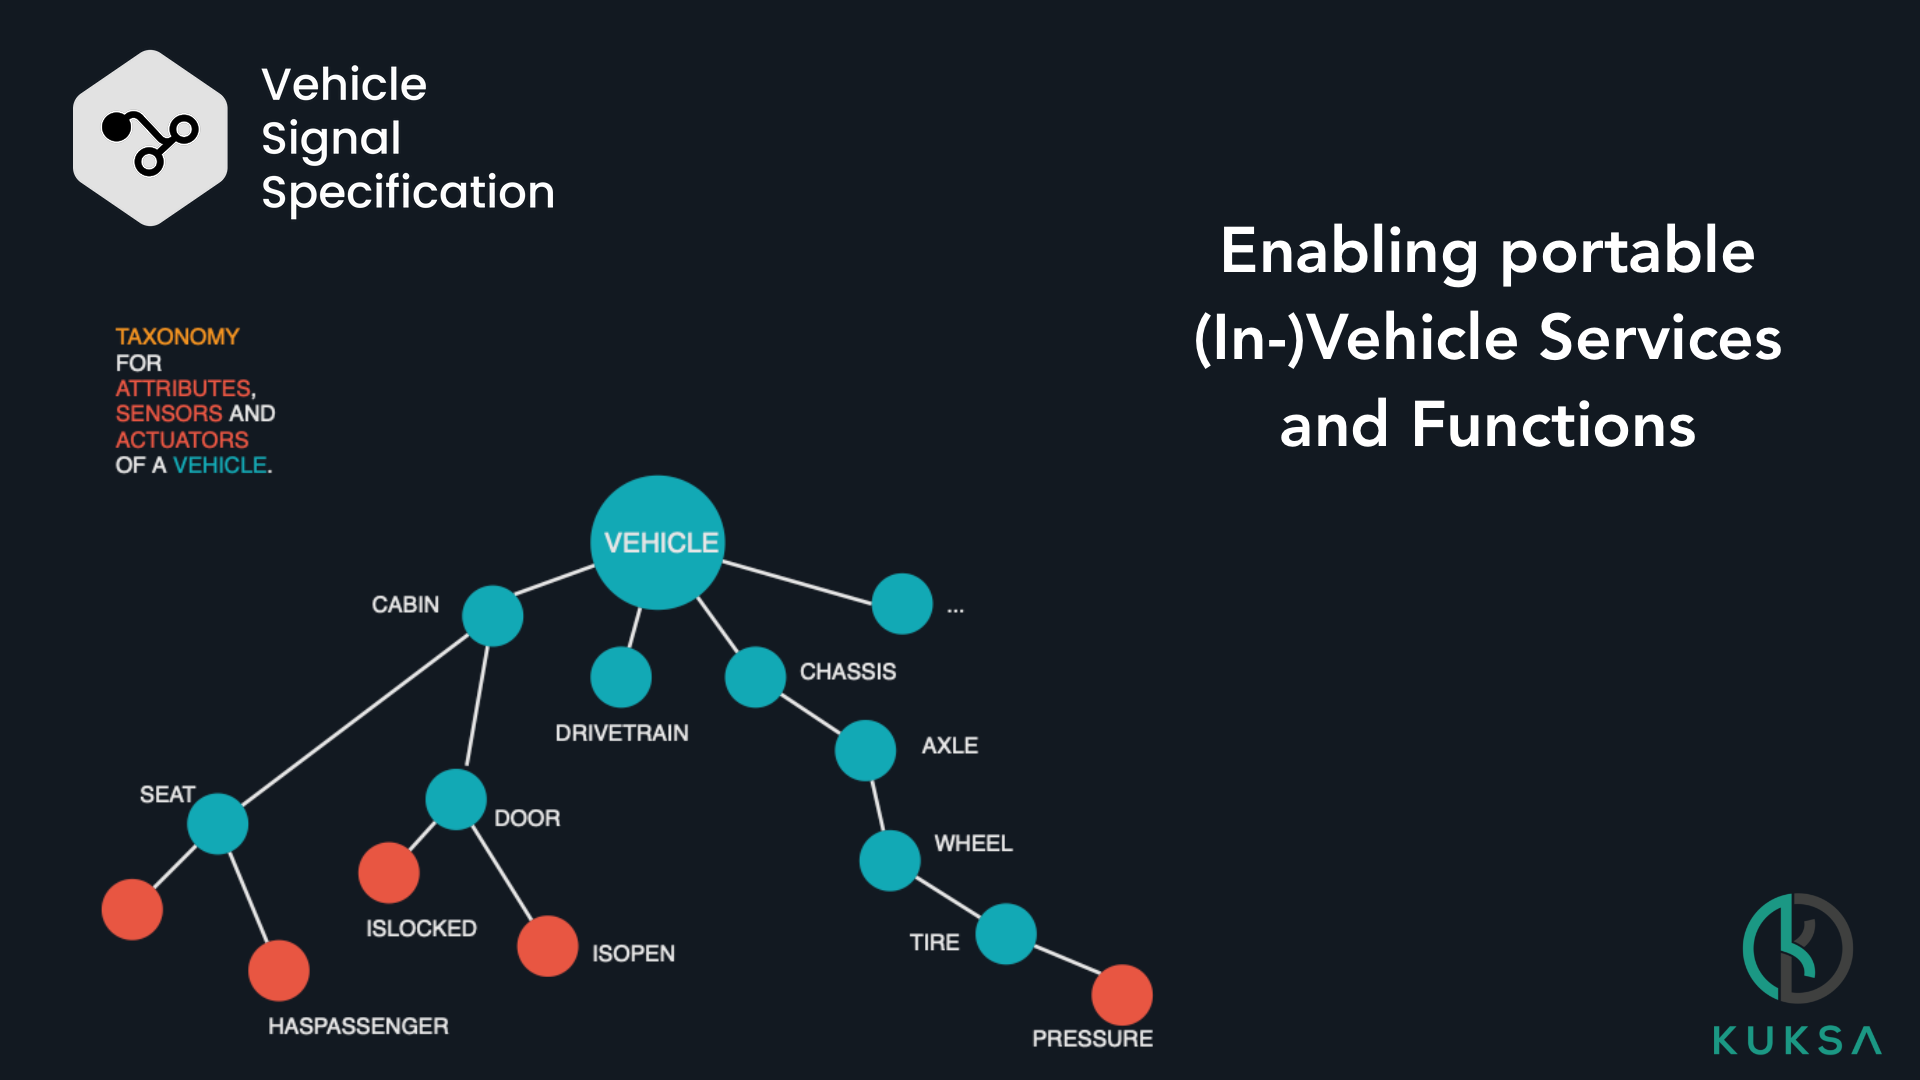 Vehicle
Signal
Specification
Enabling portable
(In-)Vehicle Services
and Functions
TAXONOMY
FOR
ATTRIBUTES,
SENSORS AND
ACTUATORS
OF A VEHICLE.
VEHICLE
CABIN
...
CHASSIS
DRIVETRAIN
AXLE
SEAT
DOOR
WHEEL
ISLOCKED
ISOPEN
TIRE
HASPASSENGER
PRESSURE
KUKSA